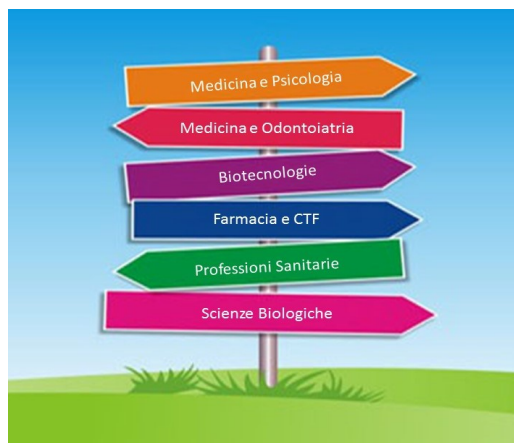 Medicina e Psicologia
Medicina e Odontoiatria
Biotecnologie
Farmacia e CTF
Professioni Sanitarie
Scienze Biologiche